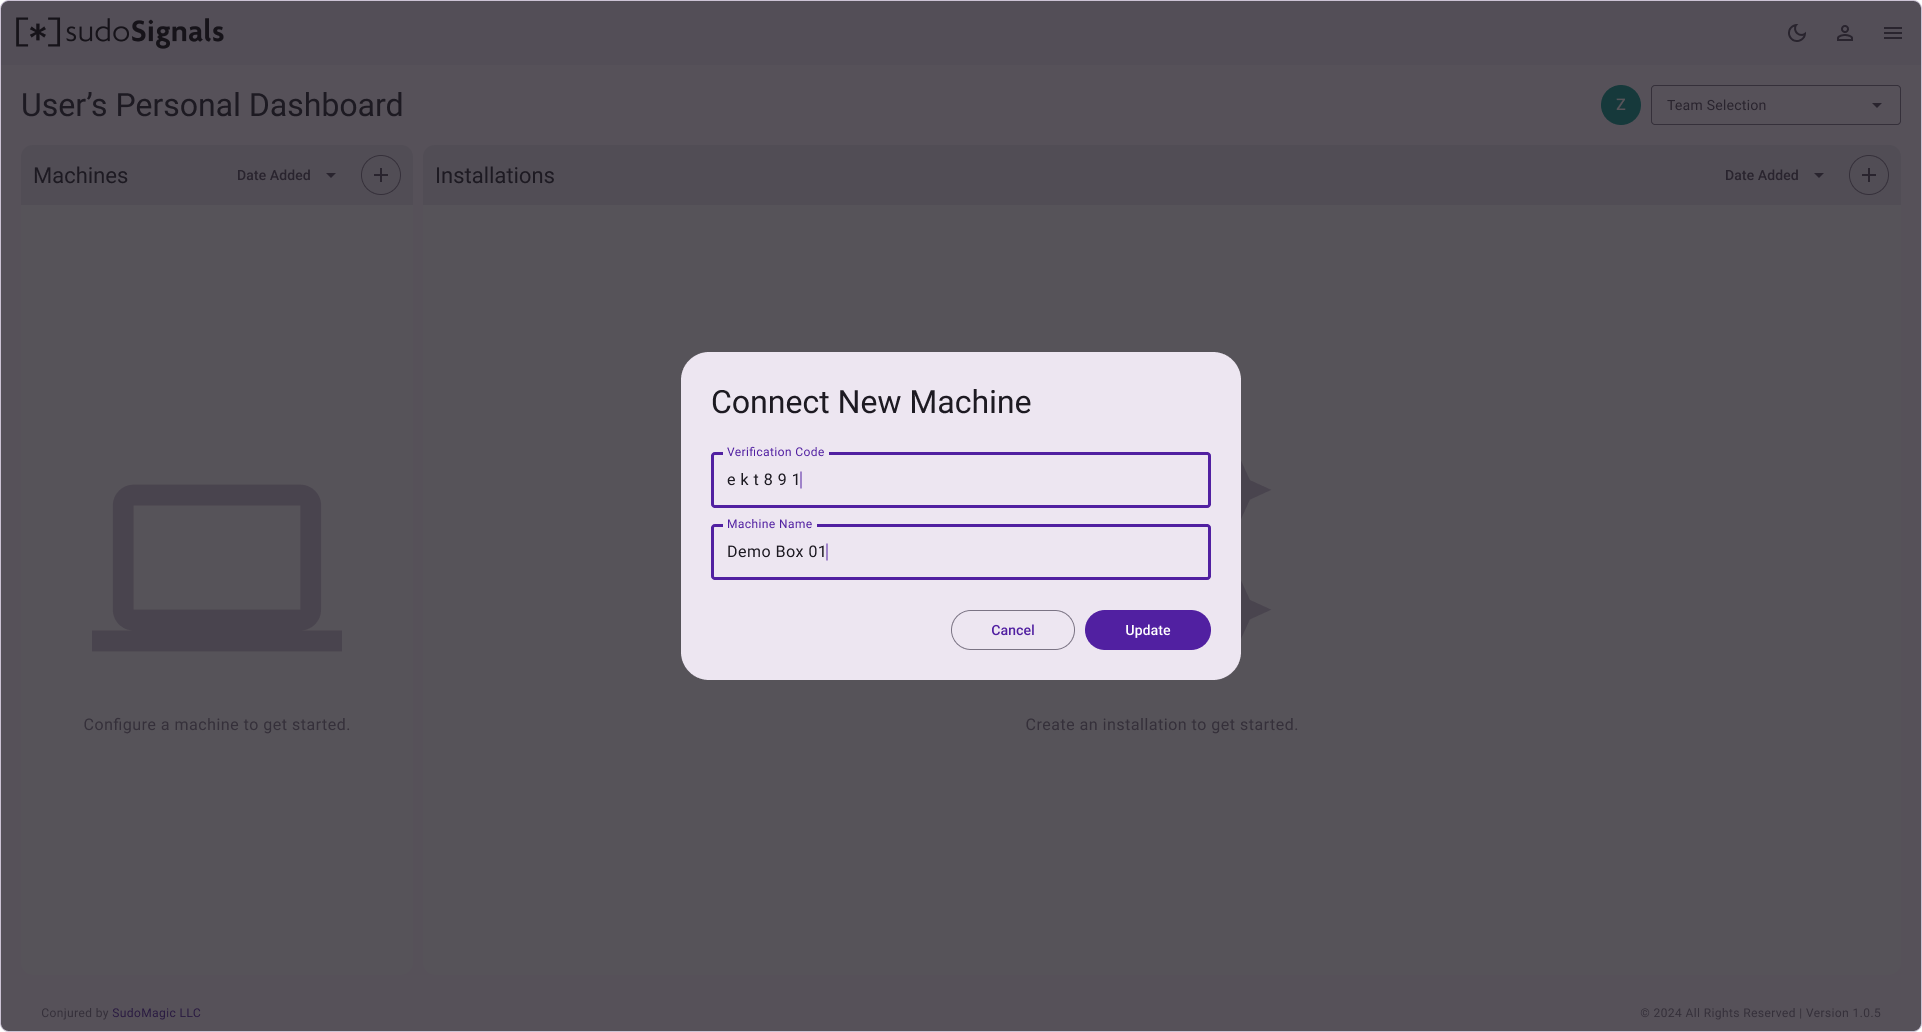 [*]sudoSignals
User’s Personal Dashboard
Z
Team Selection
Machines
Date Added
Installations
Date Added
Connect New Machine
Verification Code
e k t 8 9 1
Machine Name
Demo Box 01
Cancel
Update
Configure a machine to get started.
Create an installation to get started.
Conjured by SudoMagic LLC
© 2024 All Rights Reserved | Version 1.0.5